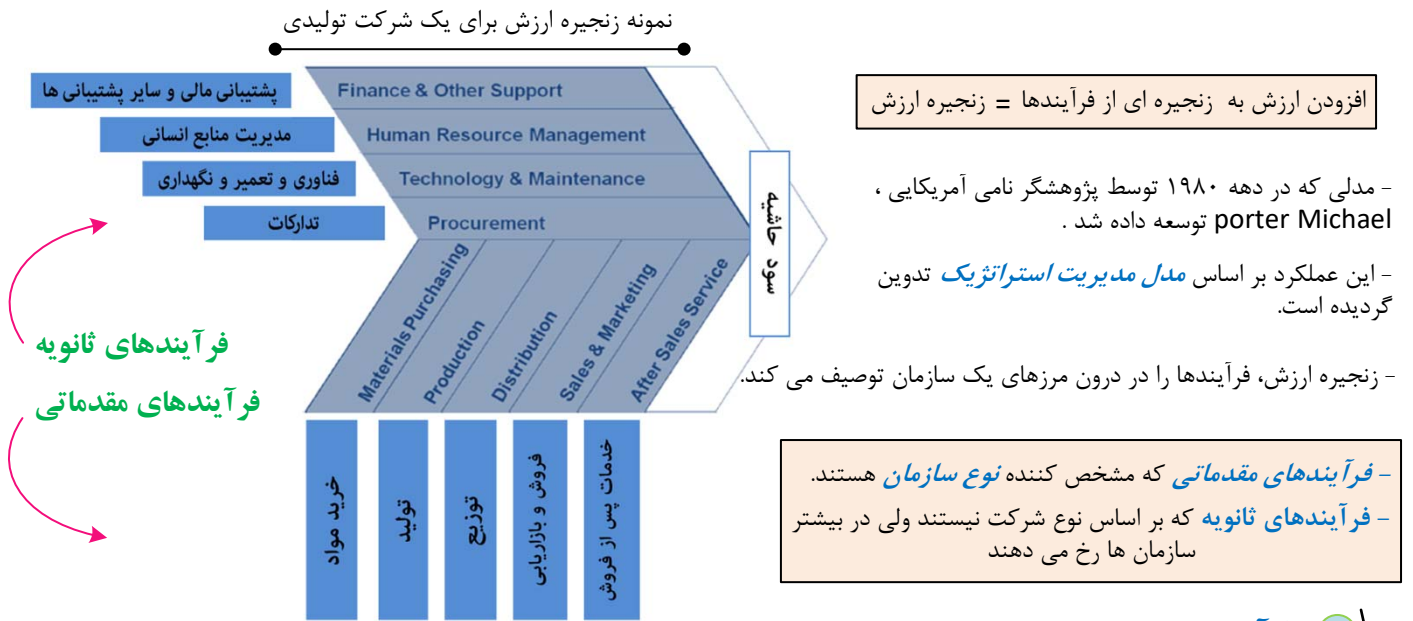 نمونه زنجیره ارزش برای یک شرکت تولیدی
افزودن ارزش به زنجیره ای از فرآیندها = زنجیره ارزش
- مدلی که در دهه ۱۹۸۰ توسط پژوهشگر نامی آمریکایی ،
porter Michael توسعه داده شد .
- این عملکرد بر اساس مدل مدیریت استراتژیک تدوین
گردیده است.
- زنجیره ارزش، فرآیندها را در درون مرزهای یک سازمان توصیف می کند.
- فرآیندهای مقدماتی که مشخص کننده نوع سازمان هستند.
- فرآیندهای ثانویه که بر اساس نوع شرکت نیستند ولی در بیشتر
سازمان ها رخ می دهند
پشتیبانی مالی و سایر پشتیبانی ها
Finance & Other Support
مدیریت منابع انسانی
Human Resource Management
فناوری و تعمیر و نگهداری
Technology & Maintenance
تدارکات
Procurement
سود حاشیه
Materials Purchasing
Production
Distribution
Sales & Marketing
After Sales Service
فرآیندهای ثانویه
فرآیندهای مقدماتی
خرید مواد
تولید
توزیع
فروش و بازاریابی
خدمات پس از فروش